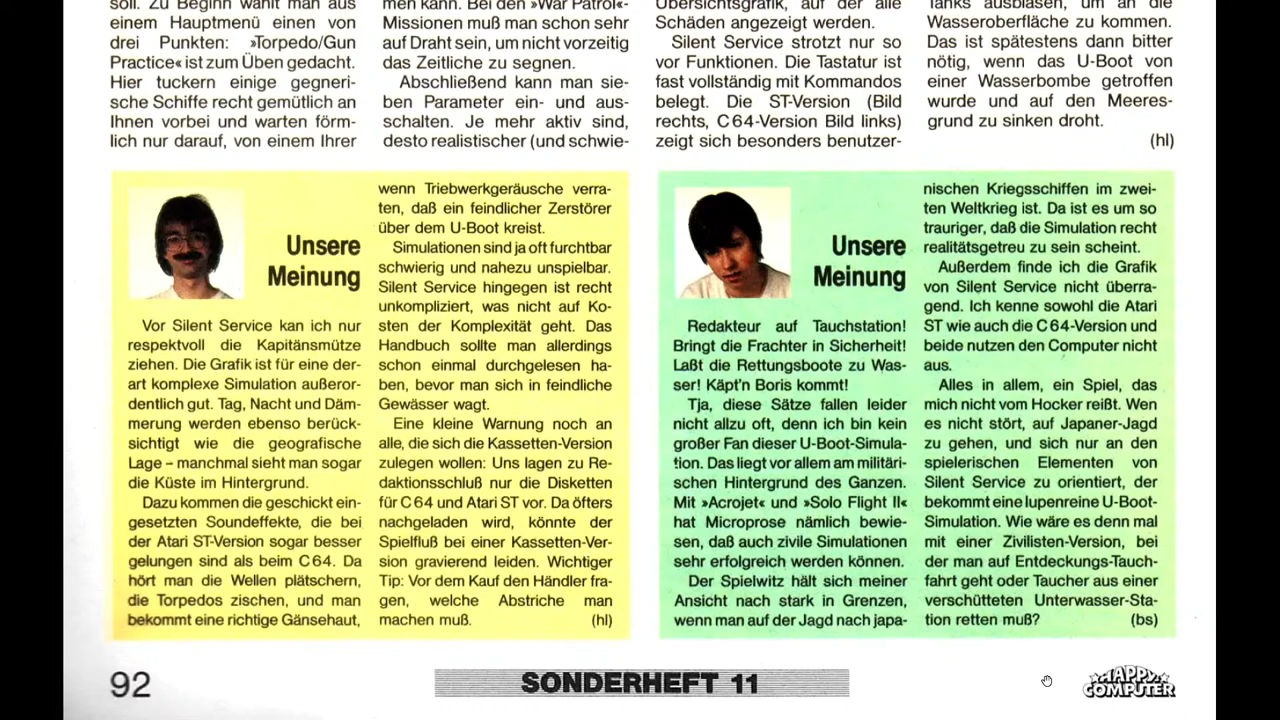 soll. Zu Beginn wählt man aus
einem Hauptmenü einen von
drei Punkten: »Torpedo/Gun
Practice« ist zum Üben gedacht.
Hier tuckern einige gegneri-
sche Schiffe recht gemütlich an
Ihnen vorbei und warten förm-
lich nur darauf, von einem Ihrer
men kann. Bei den »War Patrol«-
Missionen muß man schon sehr
auf Draht sein, um nicht vorzeitig
das Zeitliche zu segnen.
Abschließend kann man sie-
ben Parameter ein- und aus-
schalten. Je mehr aktiv sind,
desto realistischer (und schwie-
Übersichtsgrafik, auf der alle
Schäden angezeigt werden.
Silent Service strotzt nur so
vor Funktionen. Die Tastatur ist
fast vollständig mit Kommandos
belegt. Die ST-Version (Bild
rechts, C 64-Version Bild links)
zeigt sich besonders benutzer-
Tanks ausblasen, um an die
Wasseroberfläche zu kommen.
Das ist spätestens dann bitter
nötig, wenn das U-Boot von
einer Wasserbombe getroffen
wurde und auf den Meeres-
grund zu sinken droht.
(hl)
Unsere
Meinung
Vor Silent Service kann ich nur
respektvoll die Kapitänsmütze
ziehen. Die Grafik ist für eine der-
art komplexe Simulation außeror-
dentlich gut. Tag, Nacht und Däm-
merung werden ebenso berück-
sichtigt wie die geografische
Lage – manchmal sieht man sogar
die Küste im Hintergrund.
Dazu kommen die geschickt ein-
gesetzten Soundeffekte, die bei
der Atari ST-Version sogar besser
gelungen sind als beim C 64. Da
hört man die Wellen plätschern,
die Torpedos zischen, und man
bekommt eine richtige Gänsehaut,
wenn Triebwerkgeräusche verra-
ten, daß ein feindlicher Zerstörer
über dem U-Boot kreist.
Simulationen sind ja oft furchtbar
schwierig und nahezu unspielbar.
Silent Service hingegen ist recht
unkompliziert, was nicht auf Ko-
sten der Komplexität geht. Das
Handbuch sollte man allerdings
schon einmal durchgelesen ha-
ben, bevor man sich in feindliche
Gewässer wagt.
Eine kleine Warnung noch an
alle, die sich die Kassetten-Version
zulegen wollen: Uns lagen zu Re-
daktionsschluß nur die Disketten
für C 64 und Atari ST vor. Da öfters
nachgeladen wird, könnte der
Spielfluß bei einer Kassetten-Ver-
sion gravierend leiden. Wichtiger
Tip: Vor dem Kauf den Händler fra-
gen, welche Abstriche man
machen muß. (hl)
Unsere
Meinung
Redakteur auf Tauchstation!
Bringt die Frachter in Sicherheit!
Laßt die Rettungsboote zu Was-
ser! Käpt'n Boris kommt!
Tja, diese Sätze fallen leider
nicht allzu oft, denn ich bin kein
großer Fan dieser U-Boot-Simula-
tion. Das liegt vor allem am militäri-
schen Hintergrund des Ganzen.
Mit »Acrojet« und »Solo Flight II«
hat Microprose nämlich bewie-
sen, daß auch zivile Simulationen
sehr erfolgreich werden können.
Der Spielwitz hält sich meiner
Ansicht nach stark in Grenzen,
wenn man auf der Jagd nach japa-
nischen Kriegsschiffen im zwei-
ten Weltkrieg ist. Da ist es um so
trauriger, daß die Simulation recht
realitätsgetreu zu sein scheint.
Außerdem finde ich die Grafik
von Silent Service nicht überra-
gend. Ich kenne sowohl die Atari
ST wie auch die C 64-Version und
beide nutzen den Computer nicht
aus.
Alles in allem, ein Spiel, das
mich nicht vom Hocker reißt. Wen
es nicht stört, auf Japaner-Jagd
zu gehen, und sich nur an den
spielerischen Elementen von
Silent Service zu orientiert, der
bekommt eine lupenreine U-Boot-
Simulation. Wie wäre es denn mal
mit einer Zivilisten-Version, bei
der man auf Entdeckungs-Tauch-
fahrt geht oder Taucher aus einer
verschütteten Unterwasser-Sta-
tion retten muß? (bs)
92
SONDERHEFT 11
HAPPY
COMPUTER